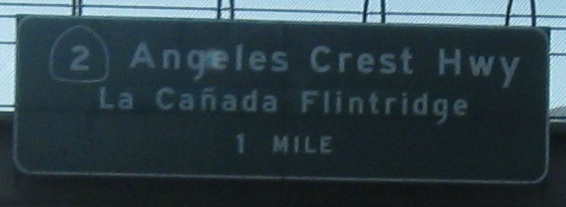 2 Angeles Crest Hwy
La Cañada Flintridge
1 MILE